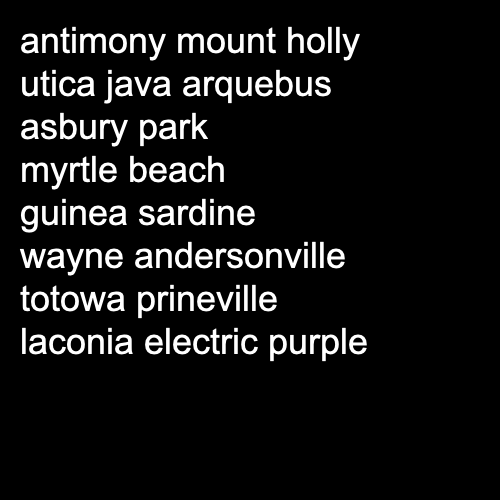 antimony mount holly
utica java arquebus
asbury park
myrtle beach
guinea sardine
wayne andersonville
totowa prineville
laconia electric purple